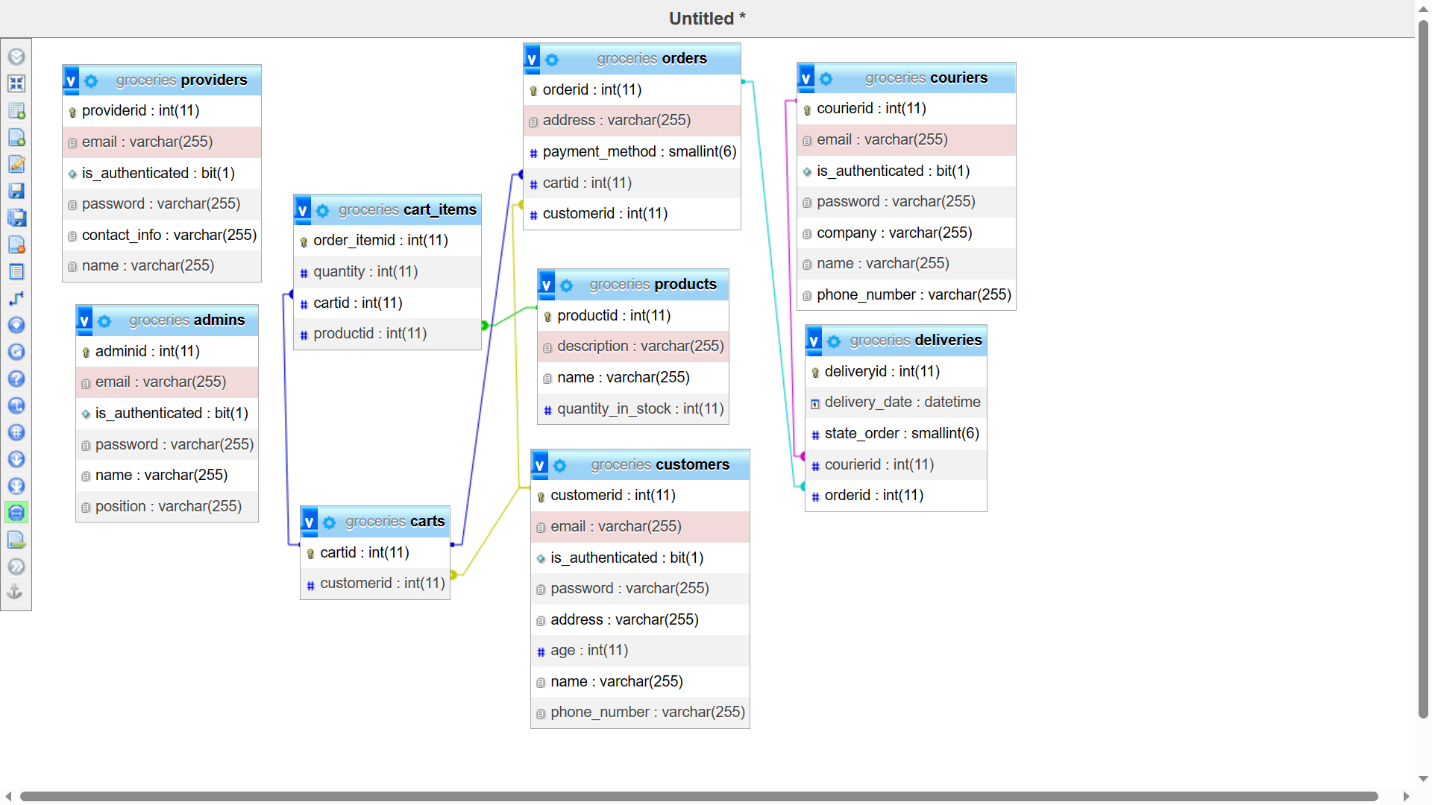 Untitled *
groceries providers
providerid : int(11)
email : varchar(255)
is_authenticated : bit(1)
password : varchar(255)
contact_info : varchar(255)
name : varchar(255)
groceries admins
adminid : int(11)
email : varchar(255)
is_authenticated : bit(1)
password : varchar(255)
name : varchar(255)
position : varchar(255)
groceries cart_items
order_itemid : int(11)
quantity : int(11)
cartid : int(11)
productid : int(11)
groceries carts
cartid : int(11)
customerid : int(11)
groceries orders
orderid : int(11)
address : varchar(255)
payment_method : smallint(6)
cartid : int(11)
customerid : int(11)
groceries products
productid : int(11)
description : varchar(255)
name : varchar(255)
quantity_in_stock : int(11)
groceries customers
customerid : int(11)
email : varchar(255)
is_authenticated : bit(1)
password : varchar(255)
address : varchar(255)
age : int(11)
name : varchar(255)
phone_number : varchar(255)
groceries couriers
courierid : int(11)
email : varchar(255)
is_authenticated : bit(1)
password : varchar(255)
company : varchar(255)
name : varchar(255)
phone_number : varchar(255)
groceries deliveries
deliveryid : int(11)
delivery_date : datetime
state_order : smallint(6)
courierid : int(11)
orderid : int(11)